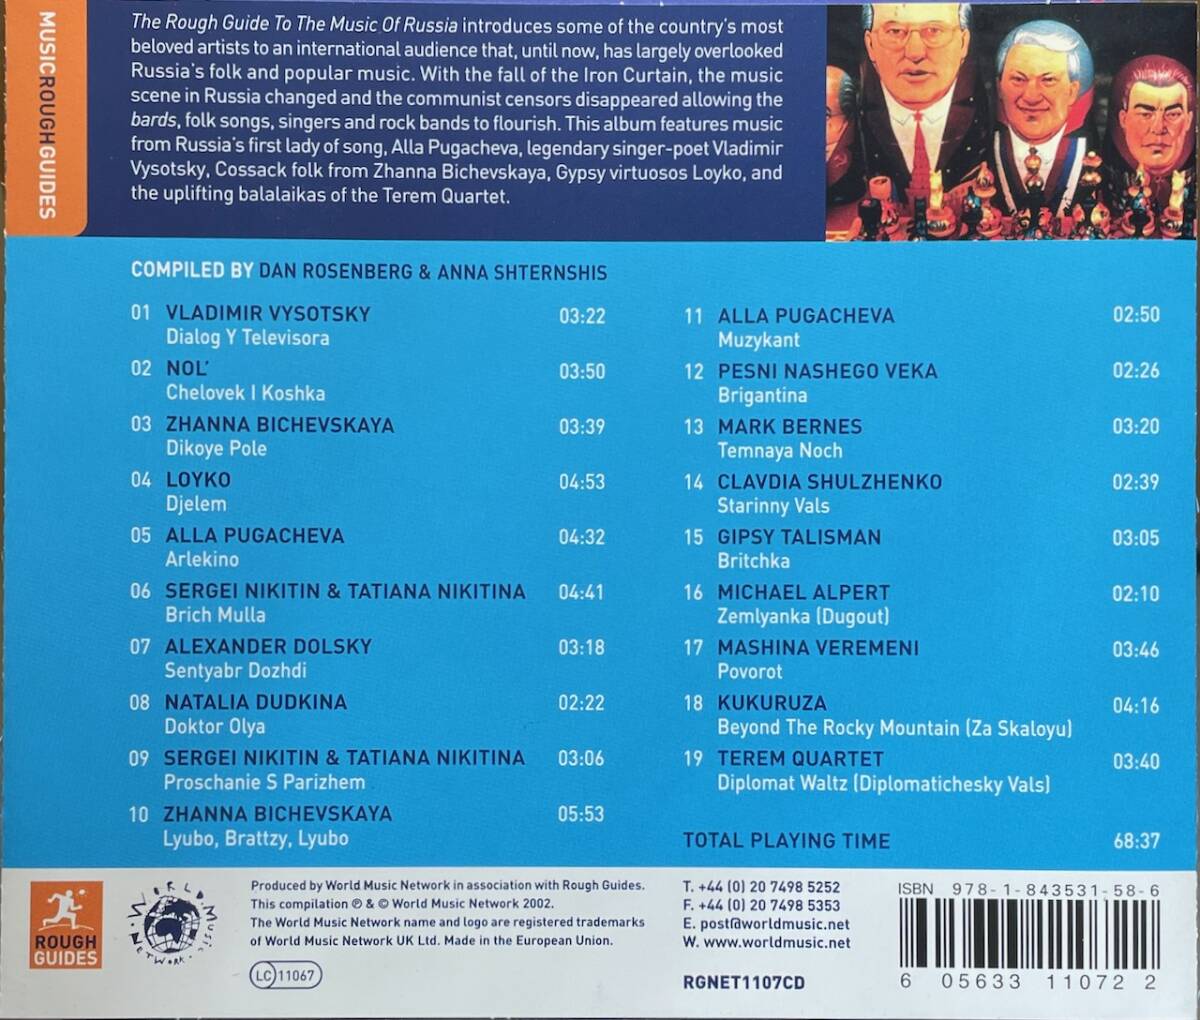 MUSICROUGHGUIDES
The Rough Guide To The Music Of Russia introduces some of the country's most
beloved artists to an international audience that, until now, has largely overlooked
Russia's folk and popular music. With the fall of the Iron Curtain, the music
scene in Russia changed and the communist censors disappeared allowing the
bards, folk songs, singers and rock bands to flourish. This album features music
from Russia's first lady of song, Alla Pugacheva, legendary singer-poet Vladimir
Vysotsky, Cossack folk from Zhanna Bichevskaya, Gypsy virtuosos Loyko, and
the uplifting balalaikas of the Terem Quartet.
COMPILED BY DAN ROSENBERG & ANNA SHTERNSHIS
01 VLADIMIR VYSOTSKY 03:22
Dialog Y Televisora
02 NOL' 03:50
Chelovek I Koshka
03 ZHANNA BICHEVSKAYA 03:39
Dikoye Pole
04 LOYKO 04:53
Djelem
05 ALLA PUGACHEVA 04:32
Arlekino
06 SERGEI NIKITIN & TATIANA NIKITINA 04:41
Brich Mulla
07 ALEXANDER DOLSKY 03:18
Sentyabr Dozhdi
08 NATALIA DUDKINA 02:22
Doktor Olya
09 SERGEI NIKITIN & TATIANA NIKITINA 03:06
Proschanie S Parizhem
10 ZHANNA BICHEVSKAYA 05:53
Lyubo, Brattzy, Lyubo
11 ALLA PUGACHEVA 02:50
Muzykant
12 PESNI NASHEGO VEKA 02:26
Brigantina
13 MARK BERNES 03:20
Temnaya Noch
14 CLAVDIA SHULZHENKO 02:39
Starinny Vals
15 GIPSY TALISMAN 03:05
Britchka
16 MICHAEL ALPERT 02:10
Zemlyanka (Dugout)
17 MASHINA VEREMENI 03:46
Povorot
18 KUKURUZA 04:16
Beyond The Rocky Mountain (Za Skaloyu)
19 TEREM QUARTET 03:40
Diplomat Waltz (Diplomatichesky Vals)
TOTAL PLAYING TIME 68:37
ROUGH
GUIDES
WORLD MUSIC NETWORK
Produced by World Music Network in association with Rough Guides.
This compilation ℗ & © World Music Network 2002.
The World Music Network name and logo are registered trademarks
of World Music Network UK Ltd. Made in the European Union.
LC 11067
T. +44 (0) 20 7498 5252
F. +44 (0) 20 7498 5353
E. post@worldmusic.net
W. www.worldmusic.net
RGNET1107CD
ISBN 978-1-843531-58-6
6 05633 11072 2